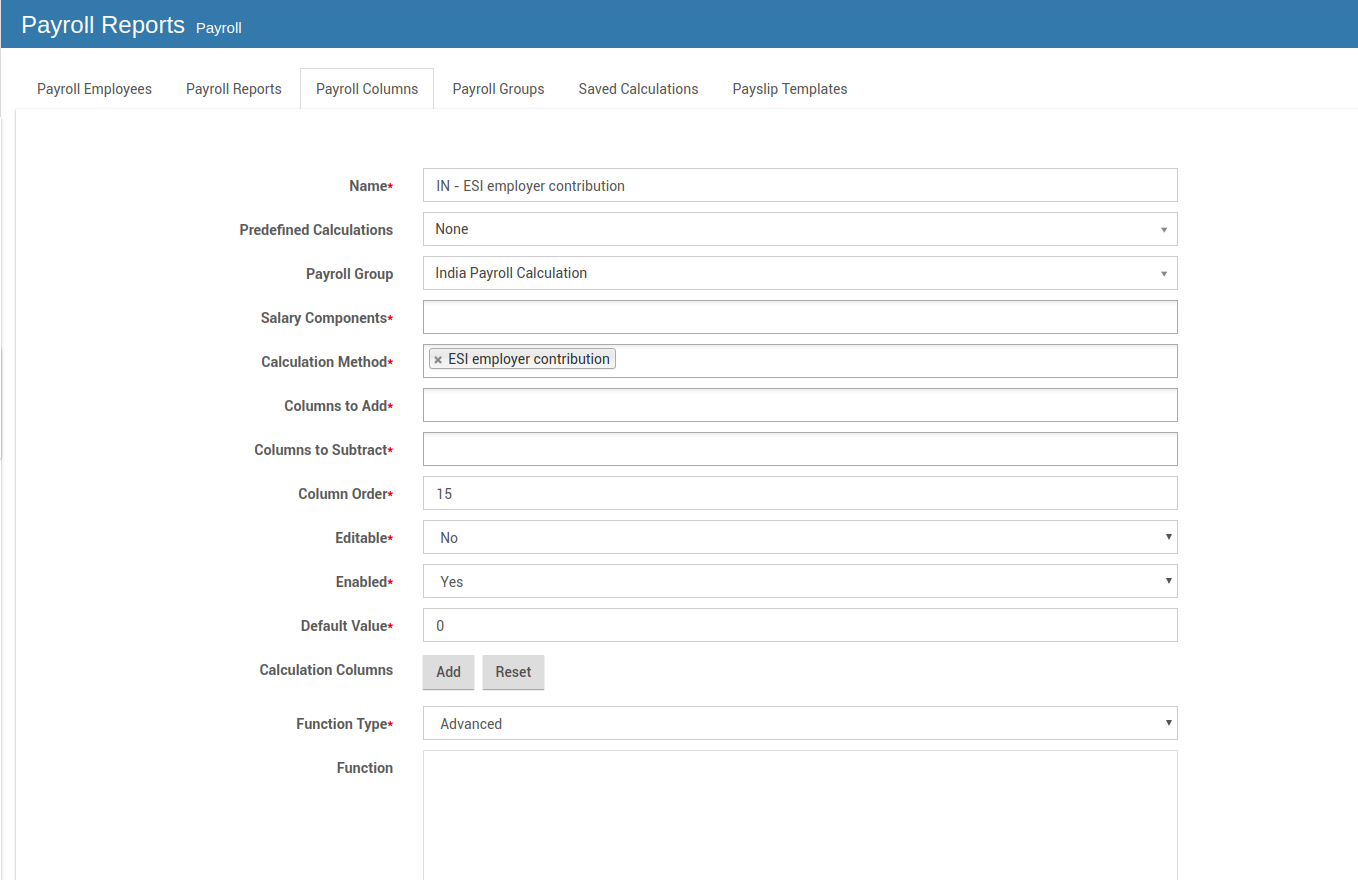 Payroll Reports Payroll
Payroll Employees Payroll Reports Payroll Columns Payroll Groups Saved Calculations Payslip Templates
Name* IN - ESI employer contribution
Predefined Calculations None
Payroll Group India Payroll Calculation
Salary Components*
Calculation Method* × ESI employer contribution
Columns to Add*
Columns to Subtract*
Column Order* 15
Editable* No
Enabled* Yes
Default Value* 0
Calculation Columns Add Reset
Function Type* Advanced
Function